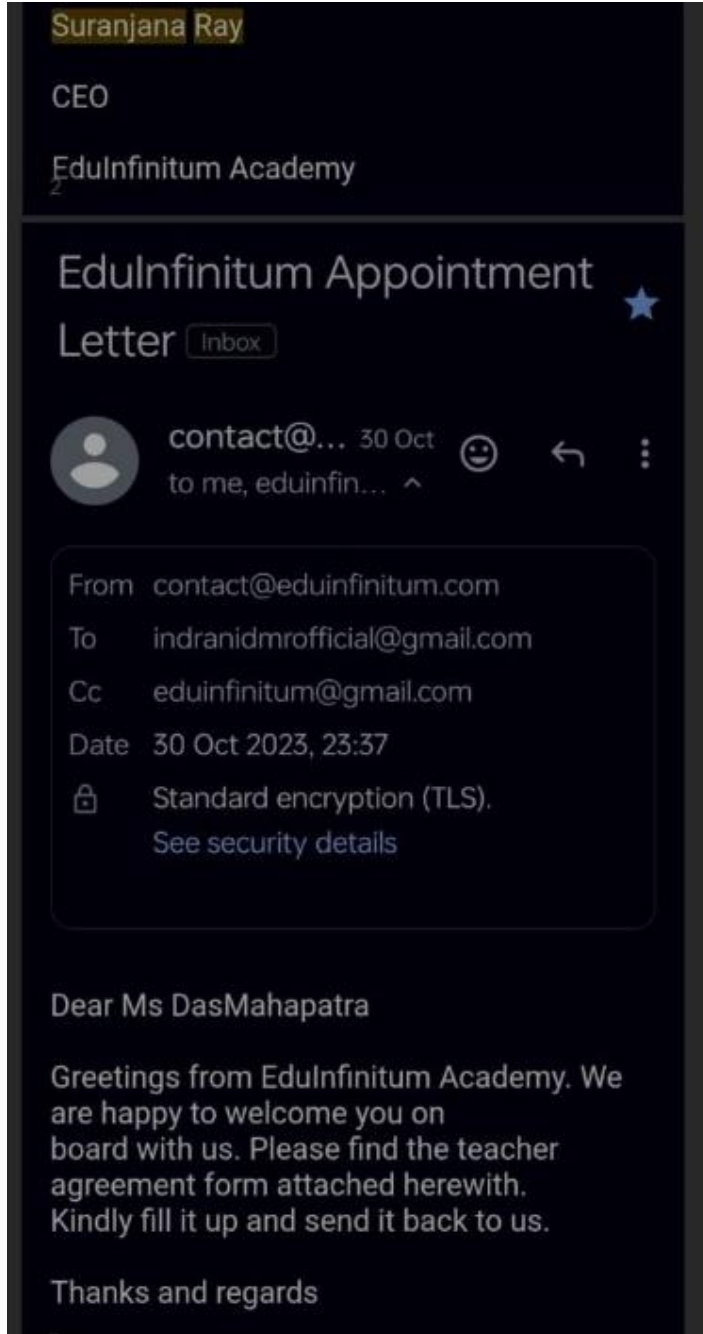 Suranjana Ray
CEO
EduInfinitum Academy
2
EduInfinitum Appointment
Letter Inbox
contact@... 30 Oct
to me, eduinfin...
From contact@eduinfinitum.com
To indranidmrofficial@gmail.com
Cc eduinfinitum@gmail.com
Date 30 Oct 2023, 23:37
Standard encryption (TLS).
See security details
Dear Ms DasMahapatra
Greetings from EduInfinitum Academy. We
are happy to welcome you on
board with us. Please find the teacher
agreement form attached herewith.
Kindly fill it up and send it back to us.
Thanks and regards